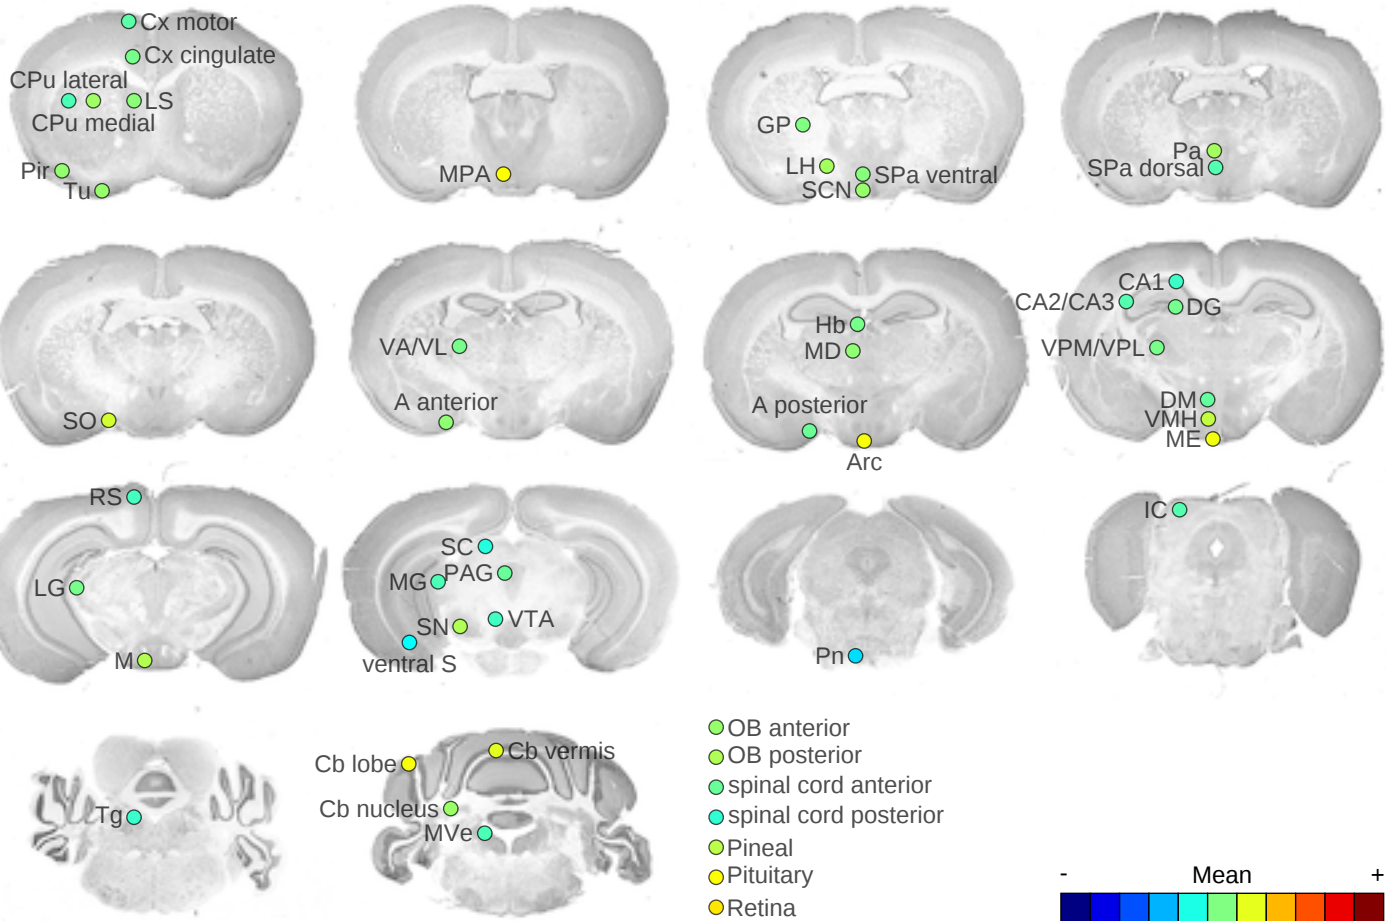 Cx motor
Cx cingulate
CPu lateral
LS
CPu medial
Pir
Tu
MPA
GP
LH
SPa ventral
SCN
Pa
SPa dorsal
SO
VA/VL
A anterior
Hb
MD
A posterior
Arc
CA1
CA2/CA3
DG
VPM/VPL
DM
VMH
ME
RS
LG
M
SC
PAG
MG
VTA
SN
ventral S
Pn
IC
Tg
Cb lobe
Cb vermis
Cb nucleus
MVe
OB anterior
OB posterior
spinal cord anterior
spinal cord posterior
Pineal
Pituitary
Retina
- Mean +